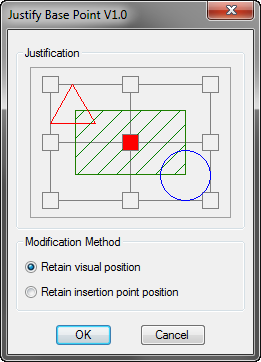 Justify Base Point V1.0
Justification
Modification Method
Retain visual position
Retain insertion point position
OK
Cancel